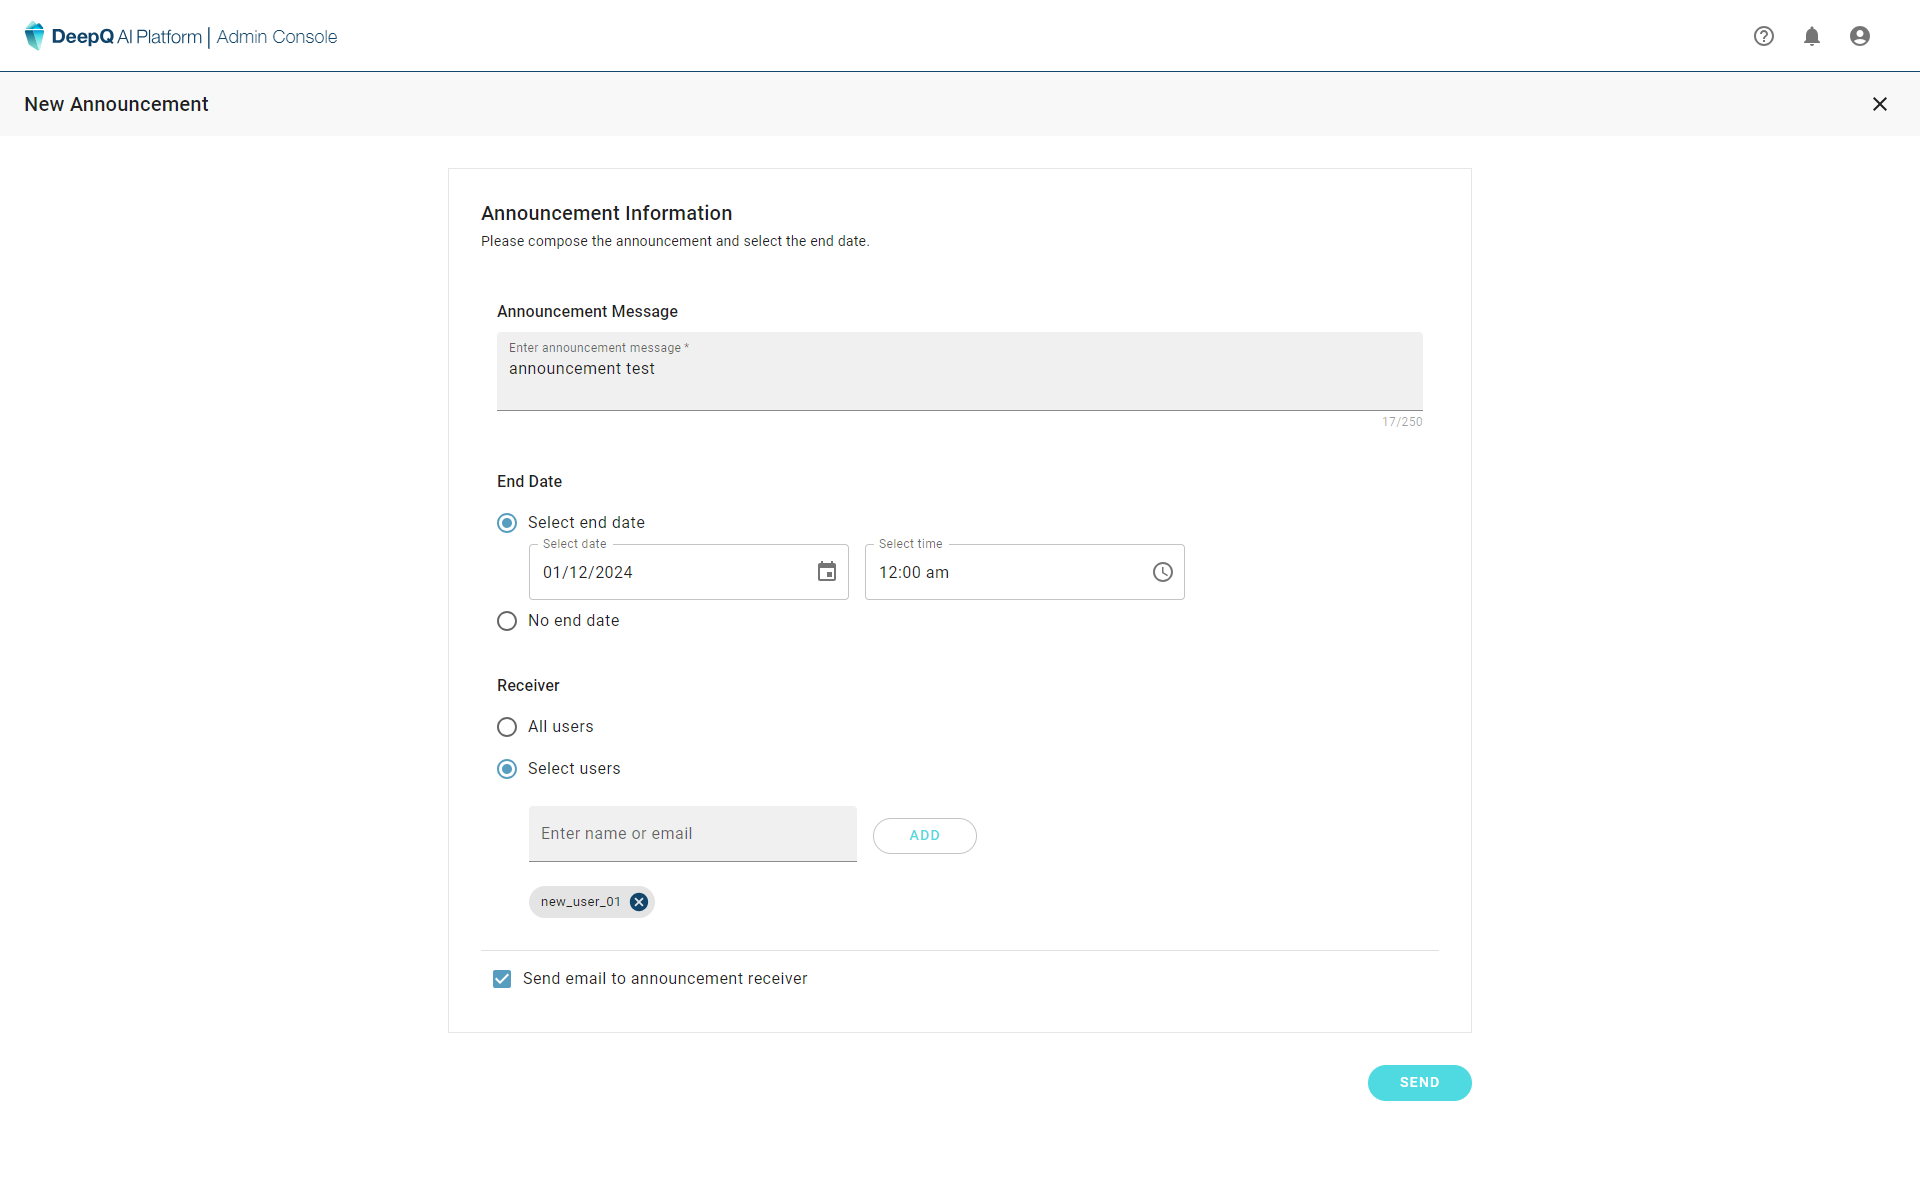 DeepQ AI Platform | Admin Console
New Announcement
Announcement Information
Please compose the announcement and select the end date.
Announcement Message
Enter announcement message *
announcement test
17/250
End Date
Select end date
Select date
Select time
01/12/2024
12:00 am
No end date
Receiver
All users
Select users
Enter name or email
ADD
new_user_01
Send email to announcement receiver
SEND